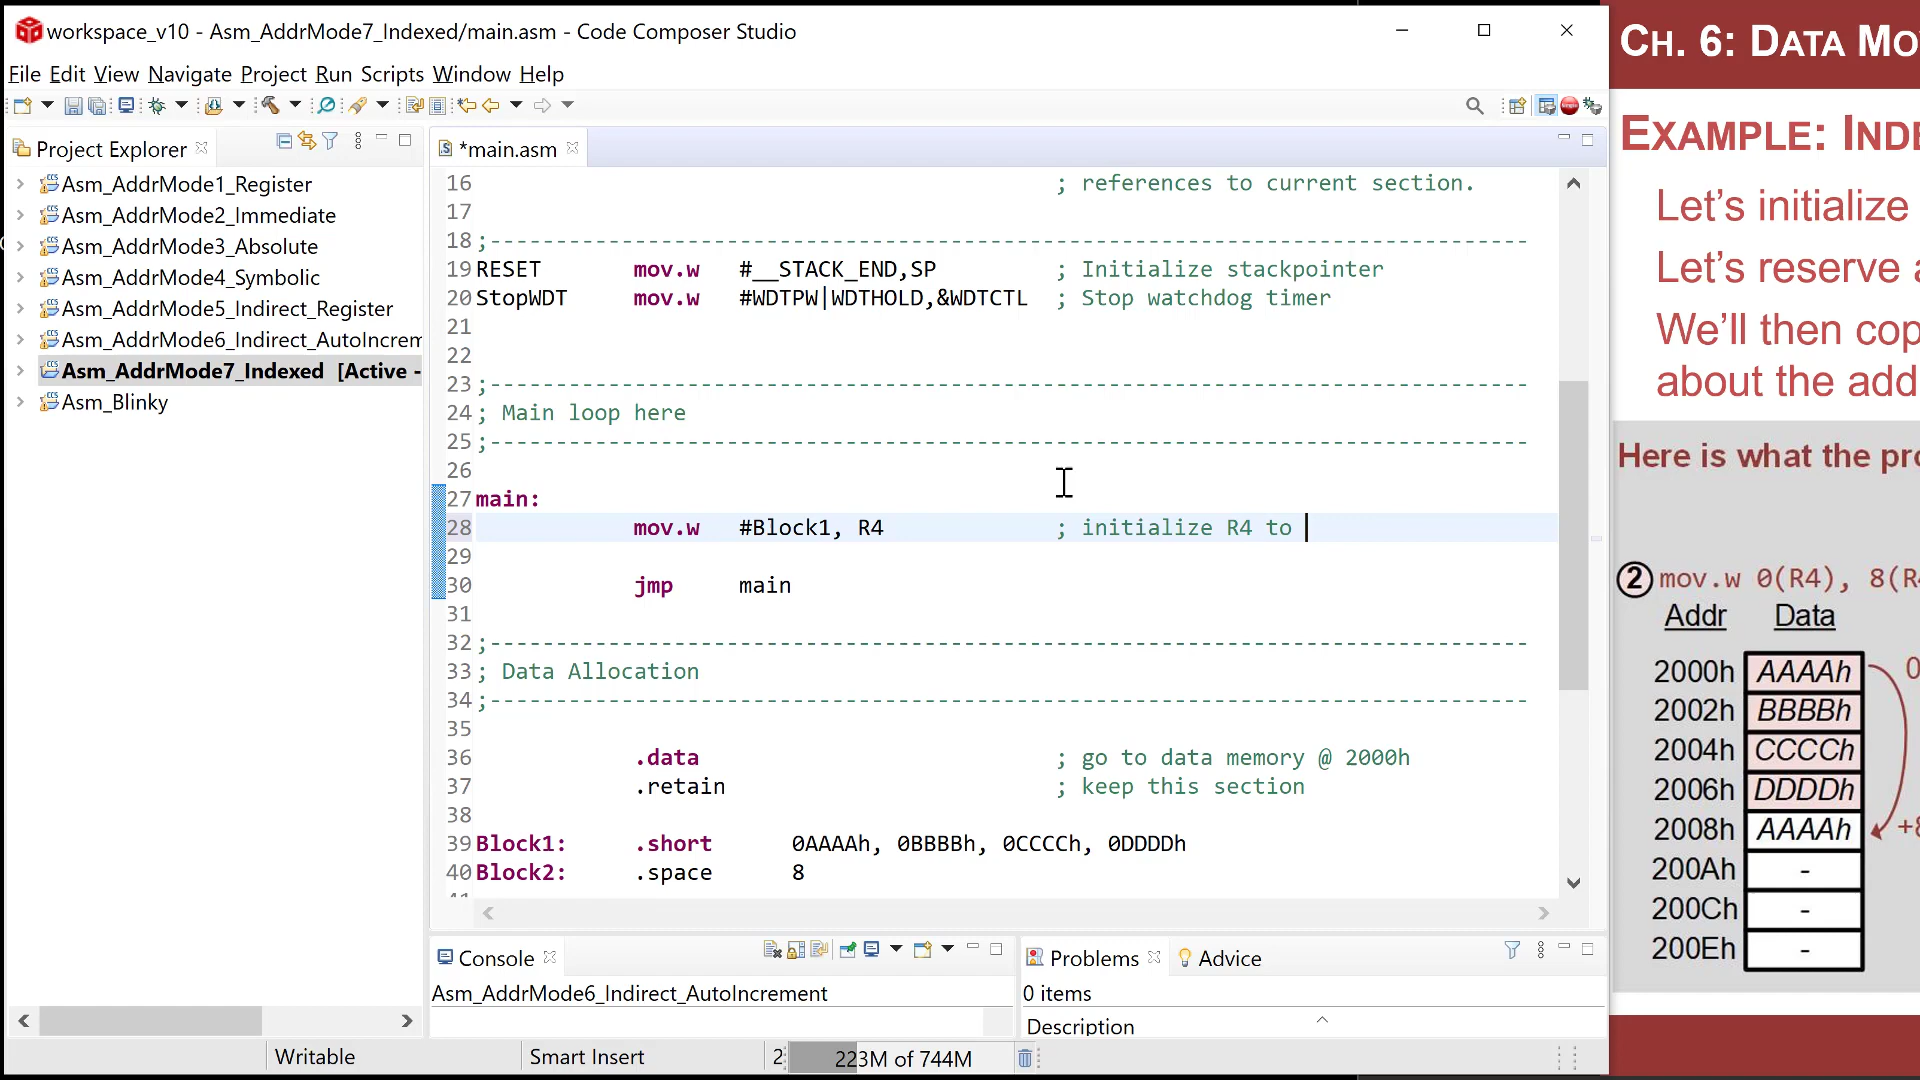 workspace_v10 - Asm_AddrMode7_Indexed/main.asm - Code Composer Studio
File Edit View Navigate Project Run Scripts Window Help
Project Explorer
Asm_AddrMode1_Register
Asm_AddrMode2_Immediate
Asm_AddrMode3_Absolute
Asm_AddrMode4_Symbolic
Asm_AddrMode5_Indirect_Register
Asm_AddrMode6_Indirect_AutoIncrem
Asm_AddrMode7_Indexed [Active -
Asm_Blinky
*main.asm
16 ; references to current section.
17
18 ;-------------------------------------------------------------------------------
19 RESET mov.w #__STACK_END,SP ; Initialize stackpointer
20 StopWDT mov.w #WDTPW|WDTHOLD,&WDTCTL ; Stop watchdog timer
21
22
23 ;-------------------------------------------------------------------------------
24 ; Main loop here
25 ;-------------------------------------------------------------------------------
26
27 main:
28 mov.w #Block1, R4 ; initialize R4 to
29
30 jmp main
31
32 ;-------------------------------------------------------------------------------
33 ; Data Allocation
34 ;-------------------------------------------------------------------------------
35
36 .data ; go to data memory @ 2000h
37 .retain ; keep this section
38
39 Block1: .short 0AAAAh, 0BBBBh, 0CCCCh, 0DDDDh
40 Block2: .space 8
Console
Asm_AddrMode6_Indirect_AutoIncrement
Problems Advice
0 items
Description
Writable Smart Insert 2 223M of 744M
CH. 6: DATA MO
EXAMPLE: INDE
Let's initialize
Let's reserve a
We'll then cop
about the add
Here is what the pro
2 mov.w 0(R4), 8(R4
Addr Data
2000h AAAAh 0
2002h BBBBh
2004h CCCCh
2006h DDDDh
2008h AAAAh +8
200Ah -
200Ch -
200Eh -